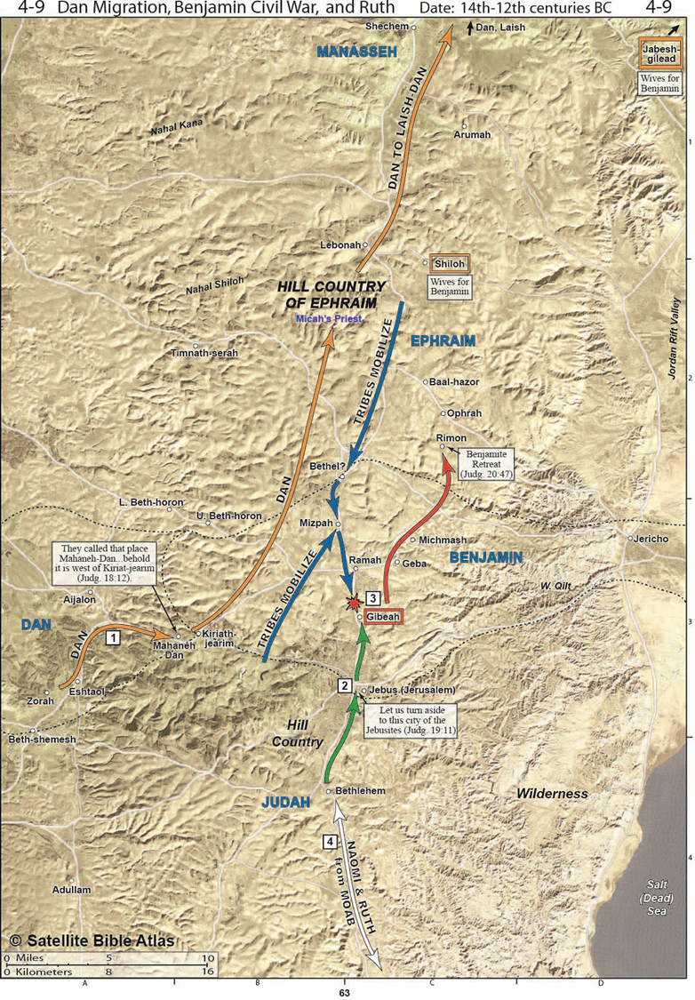 4-9 Dan Migration, Benjamin Civil War, and Ruth Date: 14th-12th centuries BC 4-9
Shechem
Dan, Laish
MANASSEH
Jabesh-
gilead
Wives for
Benjamin
Nahal Kana
Arumah
1
DAN TO LAISH-DAN
Lebonah
Shiloh
Wives for
Benjamin
Nahal Shiloh
HILL COUNTRY
OF EPHRAIM
Micah's Priest
Jordan Rift Valley
Timnath-serah
EPHRAIM
TRIBES MOBILIZE
2
Baal-hazor
Ophrah
Rimon
Benjamite
Retreat
(Judg. 20:47)
Bethel?
DAN
L. Beth-horon
U. Beth-horon
Mizpah
Jericho
They called that place
Mahaneh-Dan...behold
it is west of Kiriat-jearim
(Judg. 18:12).
Michmash
Ramah
Geba
BENJAMIN
TRIBES MOBILIZE
W. Qilt
Aijalon
3
Gibeah
DAN
DAN
1
Mahaneh
Dan
Kiriath-
jearim
3
Eshtaol
Zorah
2
Jebus (Jerusalem)
Let us turn aside
to this city of the
Jebusites (Judg. 19:11)
Beth-shemesh
Hill
Country
Bethlehem
JUDAH
Wilderness
4
NAOMI & RUTH
from MOAB
4
Adullam
Salt
(Dead)
Sea
© Satellite Bible Atlas
0 Miles 5 10
0 Kilometers 8 16
A B C D
63